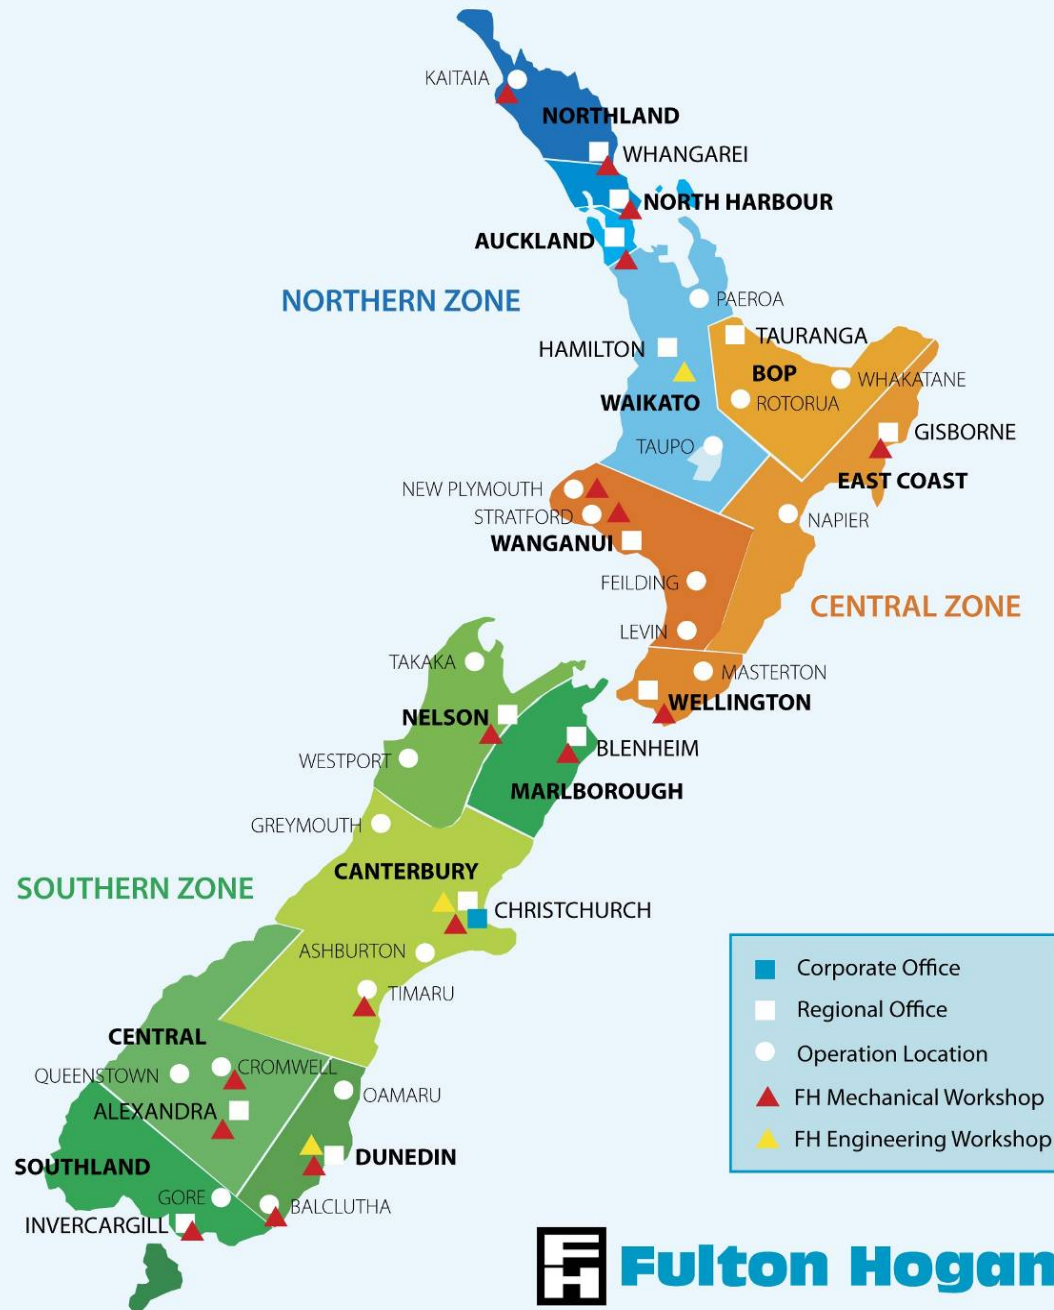 KAITAIA
NORTHLAND
WHANGAREI
NORTH HARBOUR
AUCKLAND
NORTHERN ZONE
PAEROA
TAURANGA
HAMILTON
BOP
WHAKATANE
WAIKATO
ROTORUA
GISBORNE
TAUPO
EAST COAST
NEW PLYMOUTH
STRATFORD
NAPIER
WANGANUI
FEILDING
CENTRAL ZONE
LEVIN
TAKAKA
MASTERTON
WELLINGTON
NELSON
BLENHEIM
WESTPORT
MARLBOROUGH
GREYMOUTH
CANTERBURY
SOUTHERN ZONE
CHRISTCHURCH
ASHBURTON
TIMARU
CENTRAL
CROMWELL
QUEENSTOWN
OAMARU
ALEXANDRA
DUNEDIN
SOUTHLAND
GORE
BALCLUTHA
INVERCARGILL
Corporate Office
Regional Office
Operation Location
FH Mechanical Workshop
FH Engineering Workshop
FH Fulton Hogan